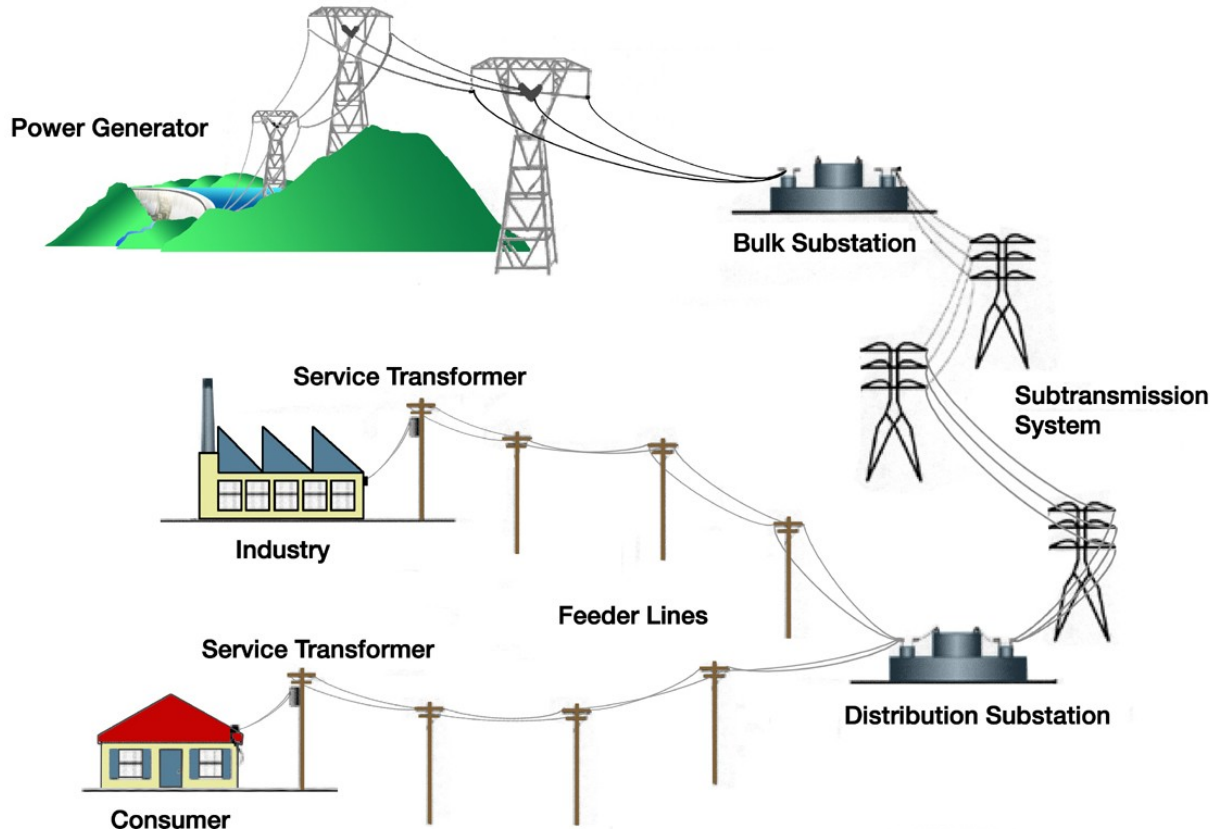 Power Generator
Bulk Substation
Subtransmission
System
Service Transformer
Industry
Feeder Lines
Service Transformer
Distribution Substation
Consumer